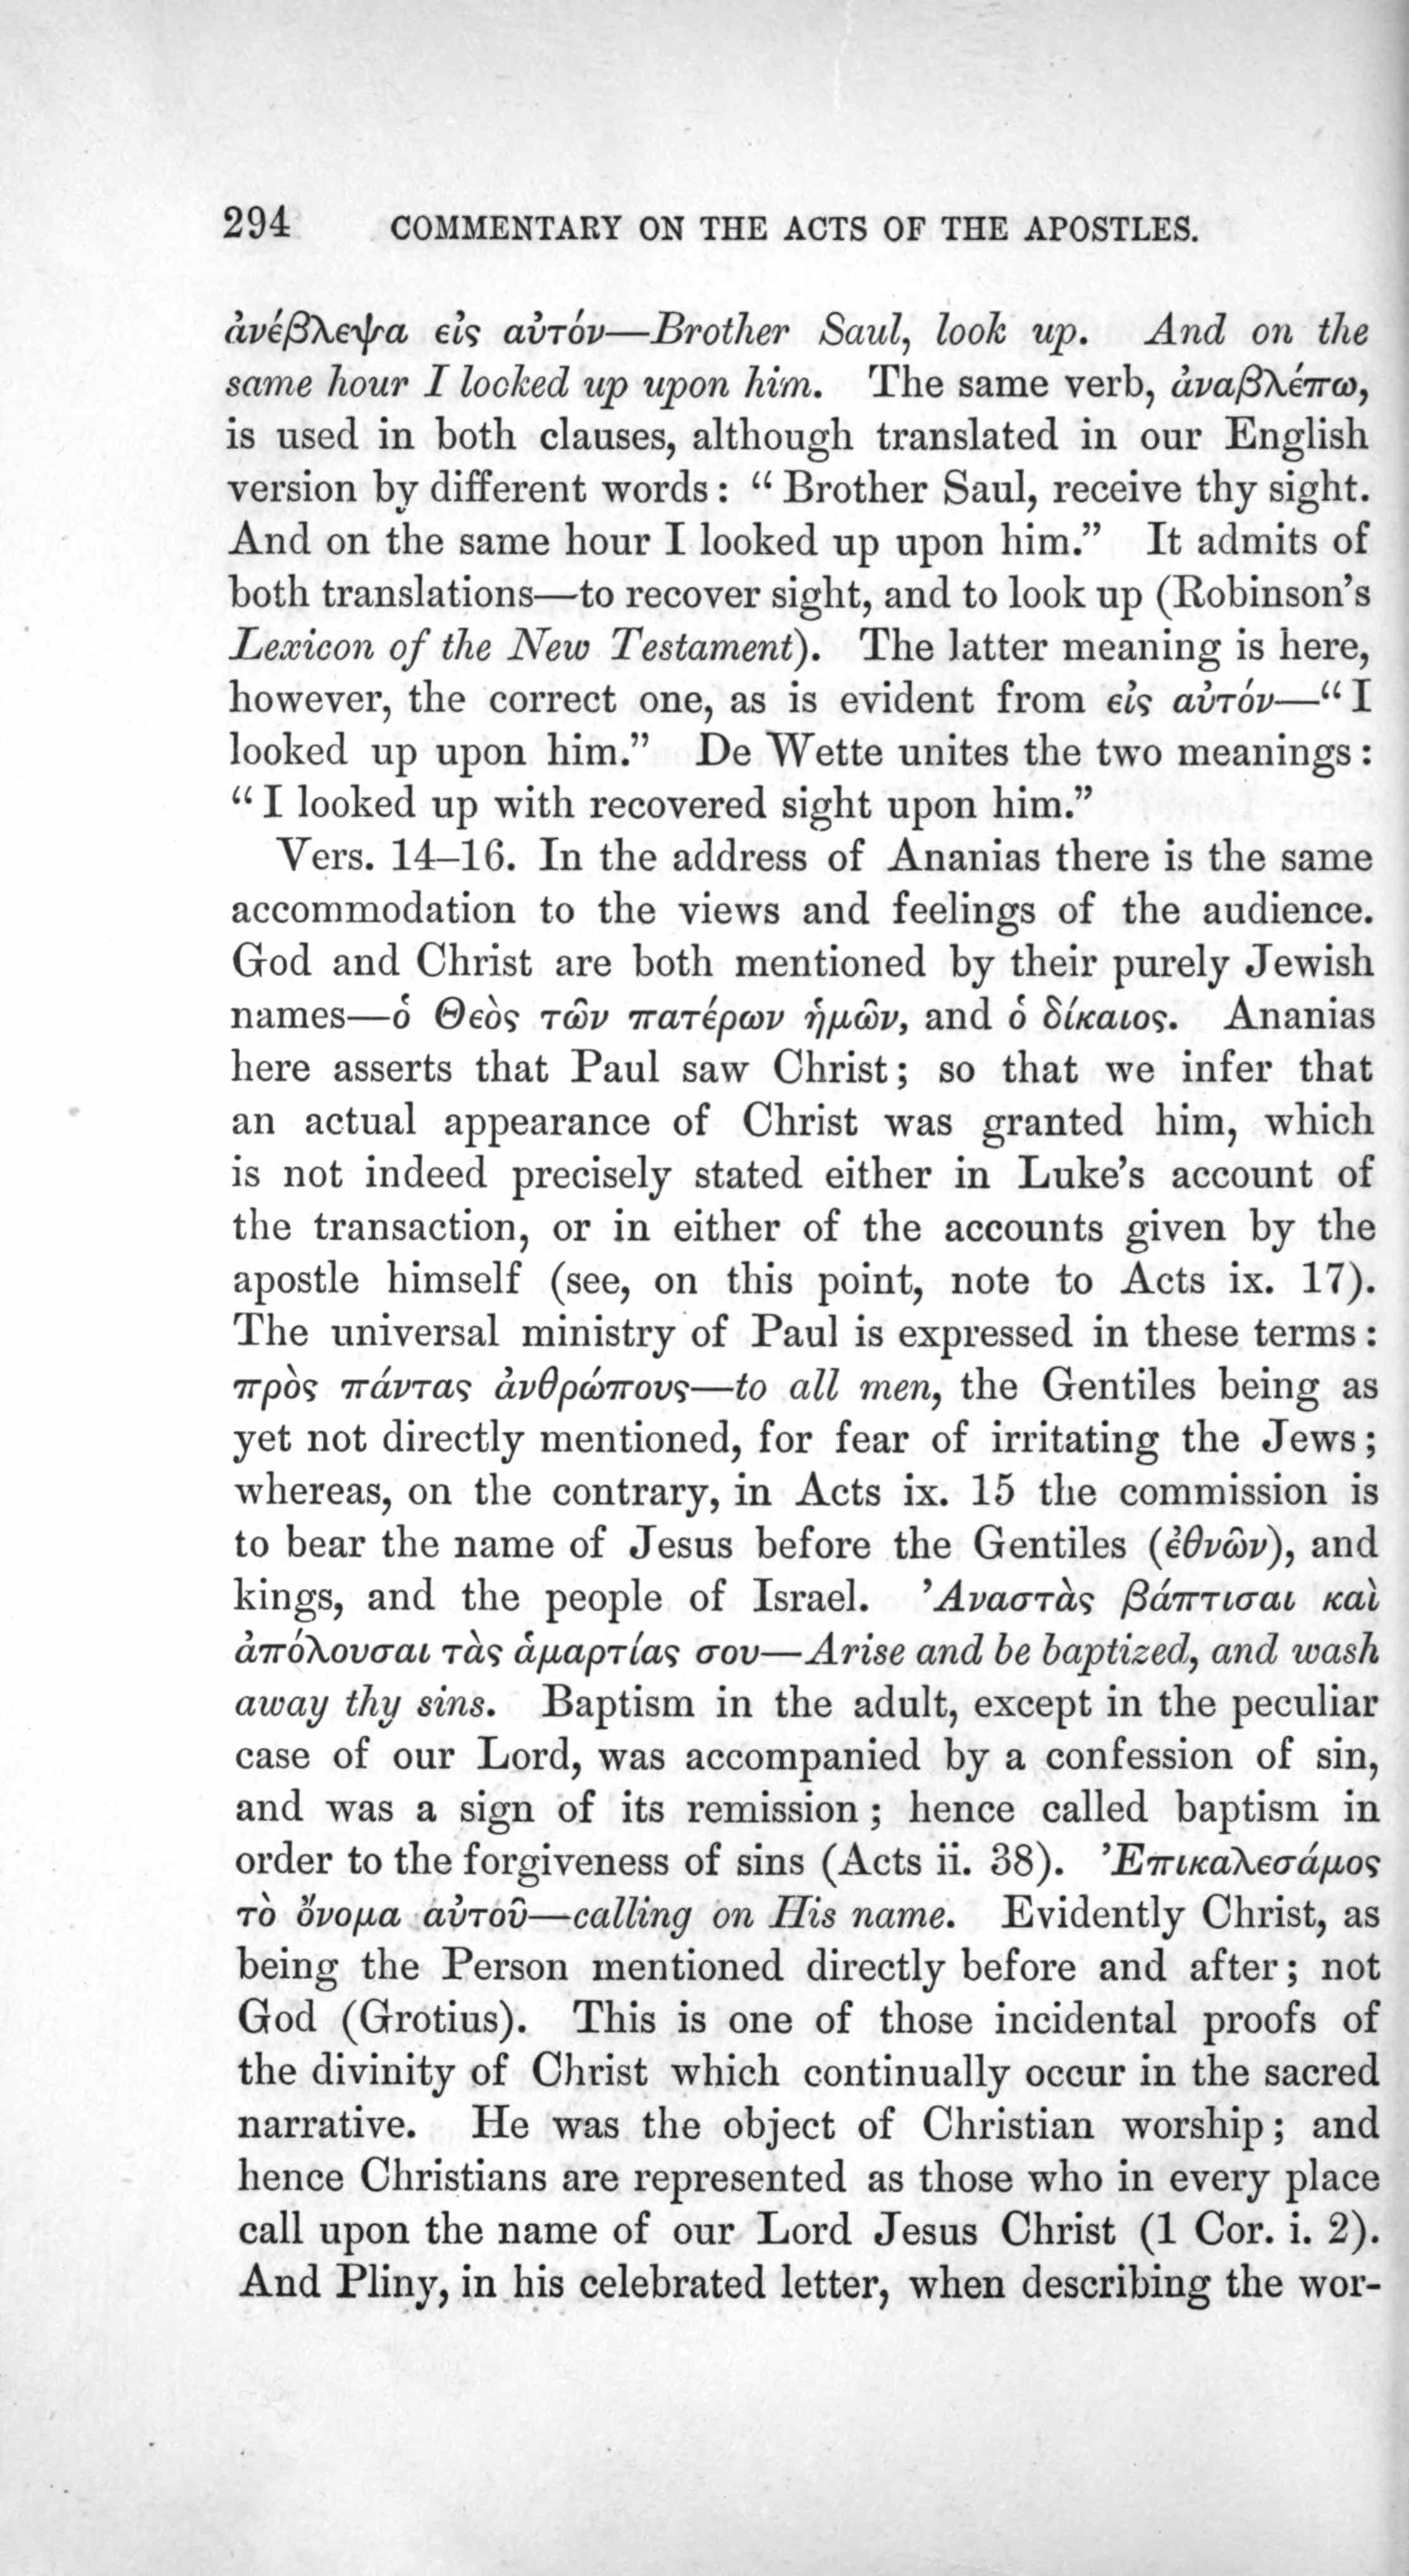 294 COMMENTARY ON THE ACTS OF THE APOSTLES.
ἀνέβλεψα εἰς αὐτόν—Brother Saul, look up. And on the
same hour I looked up upon him. The same verb, ἀναβλέπω,
is used in both clauses, although translated in our English
version by different words: “Brother Saul, receive thy sight.
And on the same hour I looked up upon him.” It admits of
both translations—to recover sight, and to look up (Robinson’s
Lexicon of the New Testament). The latter meaning is here,
however, the correct one, as is evident from εἰς αὐτόν—“I
looked up upon him.” De Wette unites the two meanings:
“I looked up with recovered sight upon him.”
Vers. 14–16. In the address of Ananias there is the same
accommodation to the views and feelings of the audience.
God and Christ are both mentioned by their purely Jewish
names—ὁ Θεὸς τῶν πατέρων ἡμῶν, and ὁ δίκαιος. Ananias
here asserts that Paul saw Christ; so that we infer that
an actual appearance of Christ was granted him, which
is not indeed precisely stated either in Luke’s account of
the transaction, or in either of the accounts given by the
apostle himself (see, on this point, note to Acts ix. 17).
The universal ministry of Paul is expressed in these terms:
πρὸς πάντας ἀνθρώπους—to all men, the Gentiles being as
yet not directly mentioned, for fear of irritating the Jews;
whereas, on the contrary, in Acts ix. 15 the commission is
to bear the name of Jesus before the Gentiles (ἐθνῶν), and
kings, and the people of Israel. Ἀναστὰς βάπτισαι καὶ
ἀπόλουσαι τὰς ἁμαρτίας σου—Arise and be baptized, and wash
away thy sins. Baptism in the adult, except in the peculiar
case of our Lord, was accompanied by a confession of sin,
and was a sign of its remission; hence called baptism in
order to the forgiveness of sins (Acts ii. 38). Ἐπικαλεσάμος
τὸ ὄνομα αὐτοῦ—calling on His name. Evidently Christ, as
being the Person mentioned directly before and after; not
God (Grotius). This is one of those incidental proofs of
the divinity of Christ which continually occur in the sacred
narrative. He was the object of Christian worship; and
hence Christians are represented as those who in every place
call upon the name of our Lord Jesus Christ (1 Cor. i. 2).
And Pliny, in his celebrated letter, when describing the wor-